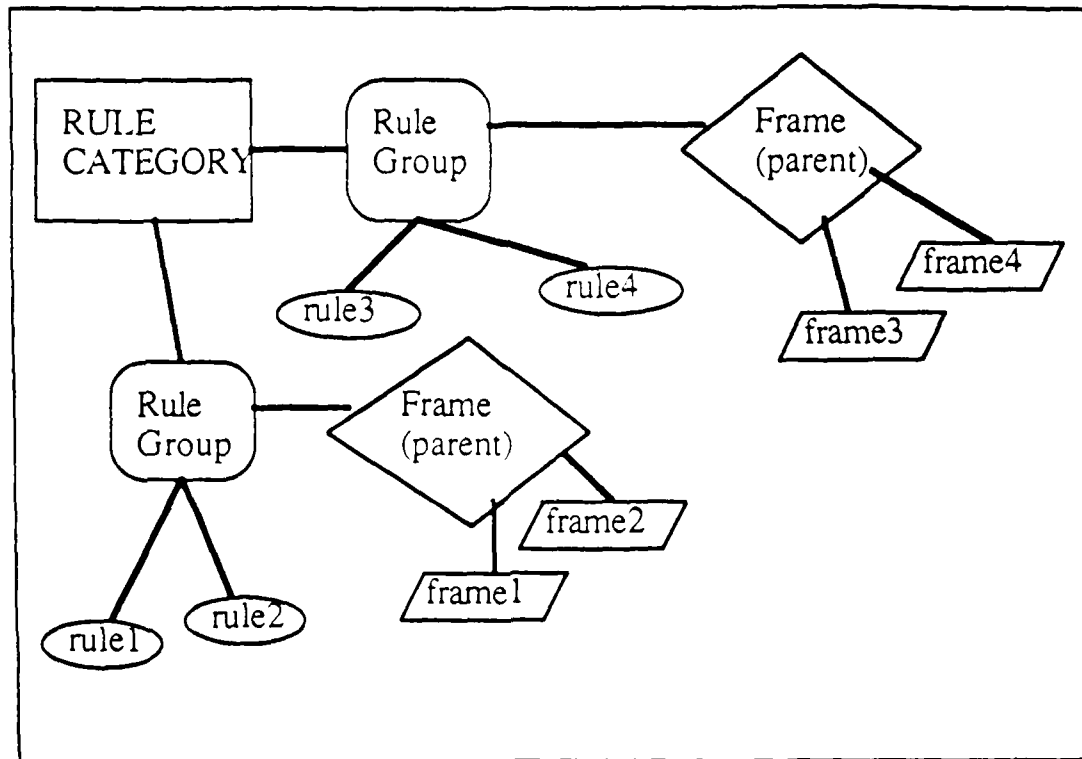 RULE
CATEGORY
Rule
Group
Frame
(parent)
frame4
rule3
rule4
frame3
Rule
Group
Frame
(parent)
frame2
frame1
rule2
rule1